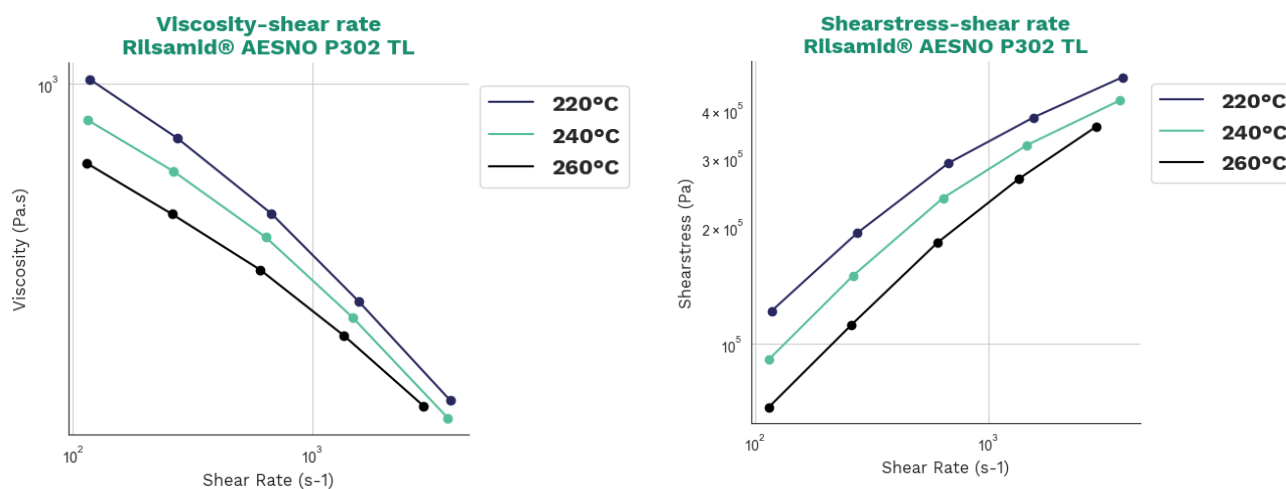 Viscosity-shear rate
Rilsamid® AESNO P302 TL
10³
Viscosity (Pa.s)
10²
10³
Shear Rate (s-1)
220°C
240°C
260°C
Shearstress-shear rate
Rilsamid® AESNO P302 TL
4 × 10⁵
3 × 10⁵
2 × 10⁵
10⁵
Shearstress (Pa)
10²
10³
Shear Rate (s-1)
220°C
240°C
260°C